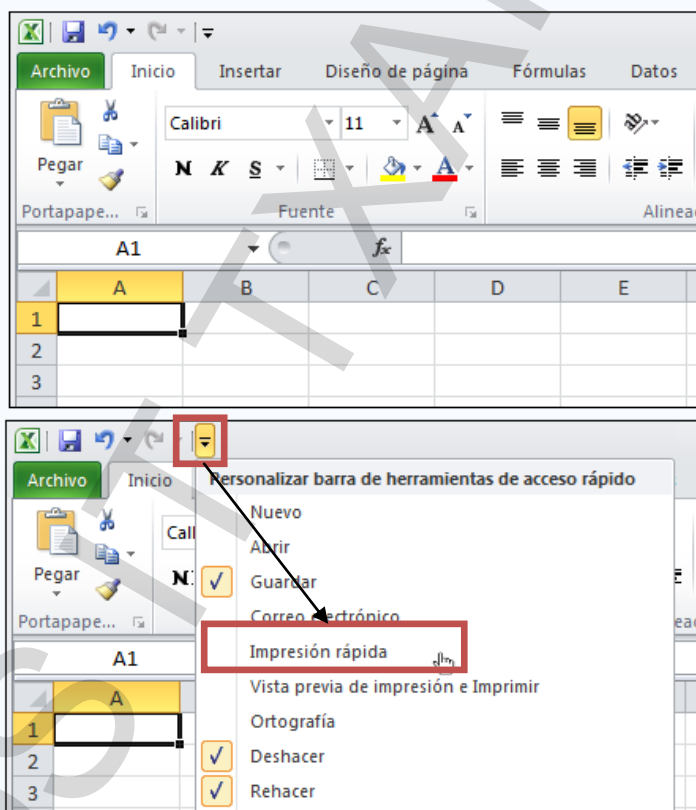 Archivo Inicio Insertar Diseño de página Fórmulas Datos
Calibri 11 A A
Pegar N K S A
Portapape... Fuente Alinea
A1 fx
A B C D E
1
2
3
Archivo Inicio Personalizar barra de herramientas de acceso rápido
Nuevo
Cali
Abrir
Pegar N Guardar
Correo electrónico
Portapape...
A1 Impresión rápida
Vista previa de impresión e Imprimir
A
Ortografía
1
2 Deshacer
3 Rehacer